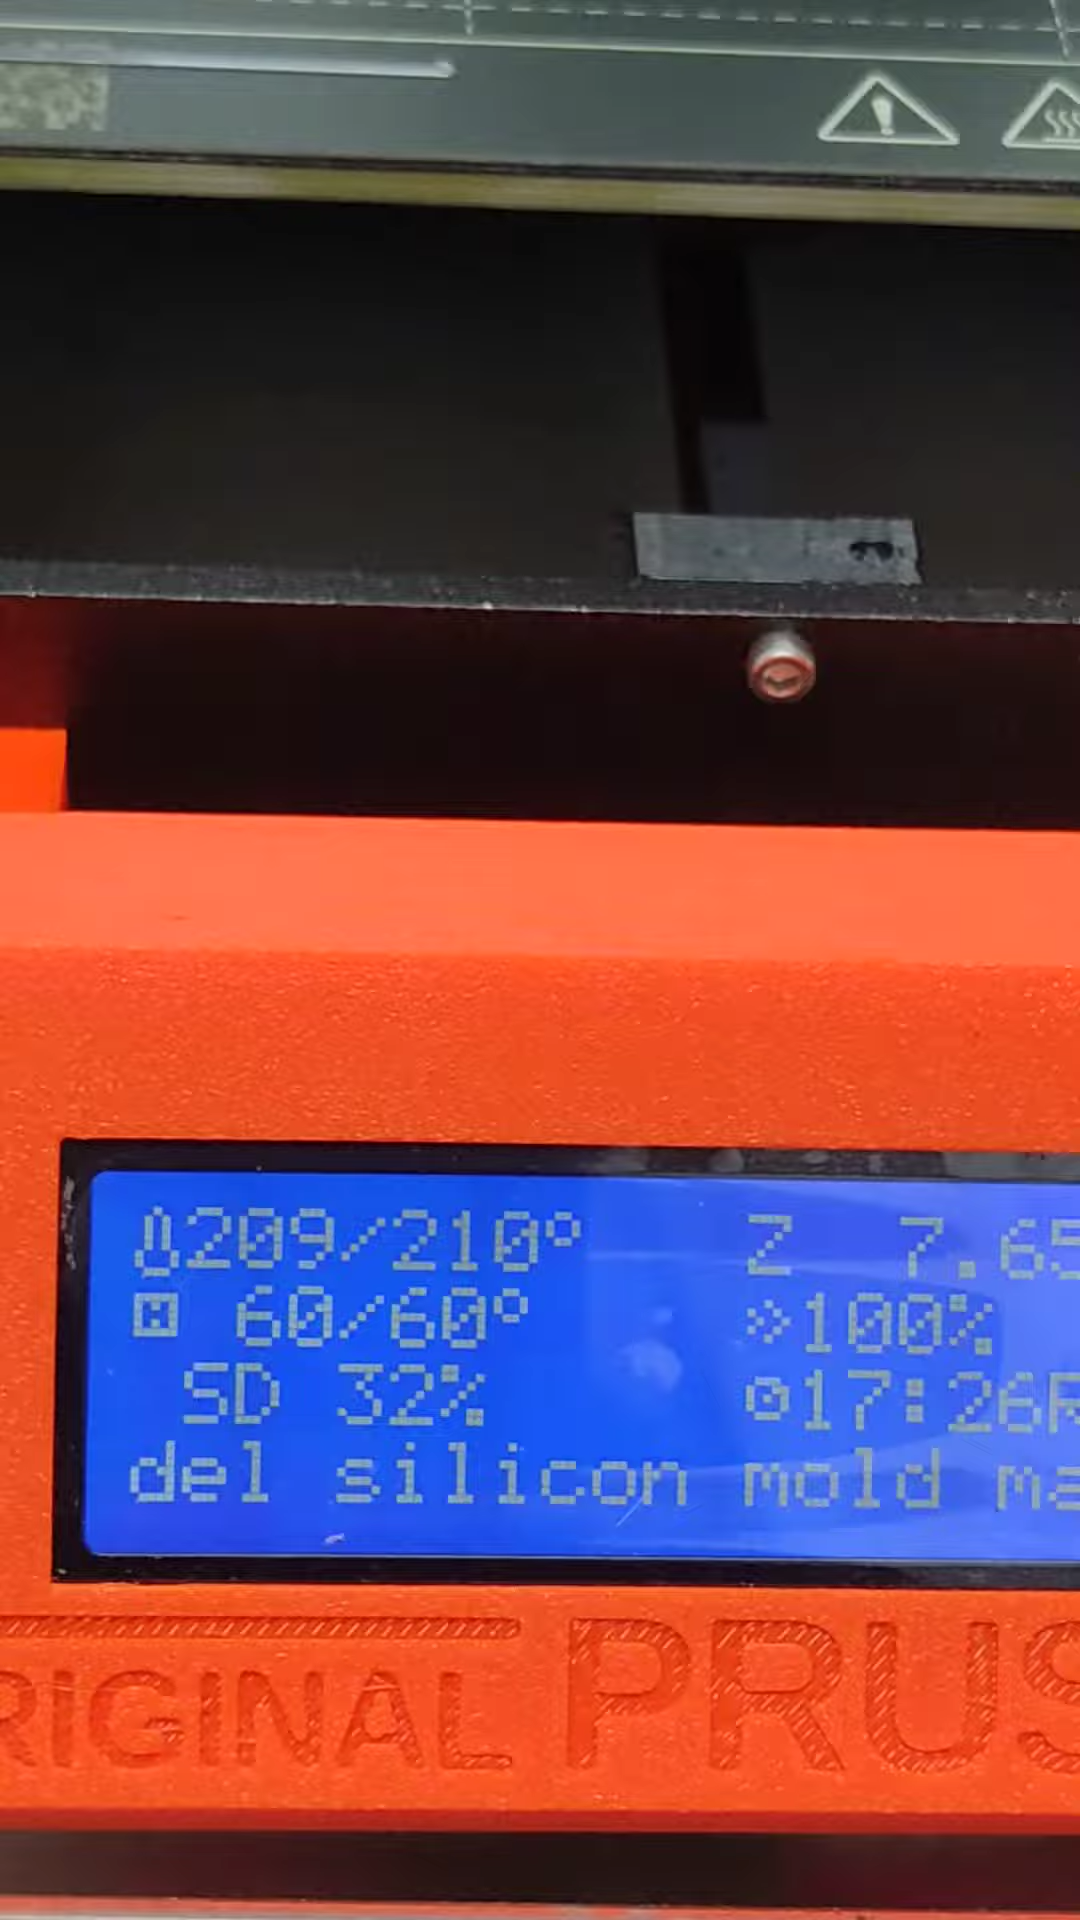 209/210°
Z 7.65
60/60°
100%
SD 32%
17:26R
del silicon mold ma
RIGINAL PRUS